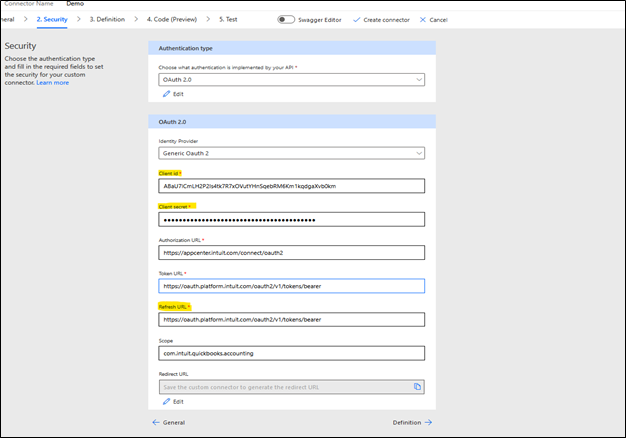 Connector Name Demo
neral 2. Security 3. Definition 4. Code (Preview) 5. Test Swagger Editor Create connector Cancel
Security
Choose the authentication type
and fill in the required fields to set
the security for your custom
connector. Learn more
Authentication type
Choose what authentication is implemented by your API *
OAuth 2.0
Edit
OAuth 2.0
Identity Provider
Generic Oauth 2
Client id *
Client secret *
••••••••••••••••••••••••••••••••••••••••
Authorization URL *
https://appcenter.intuit.com/connect/oauth2
Token URL *
https://oauth.platform.intuit.com/oauth2/v1/tokens/bearer
Refresh URL *
https://oauth.platform.intuit.com/oauth2/v1/tokens/bearer
Scope
com.intuit.quickbooks.accounting
Redirect URL
Save the custom connector to generate the redirect URL
Edit
General Definition